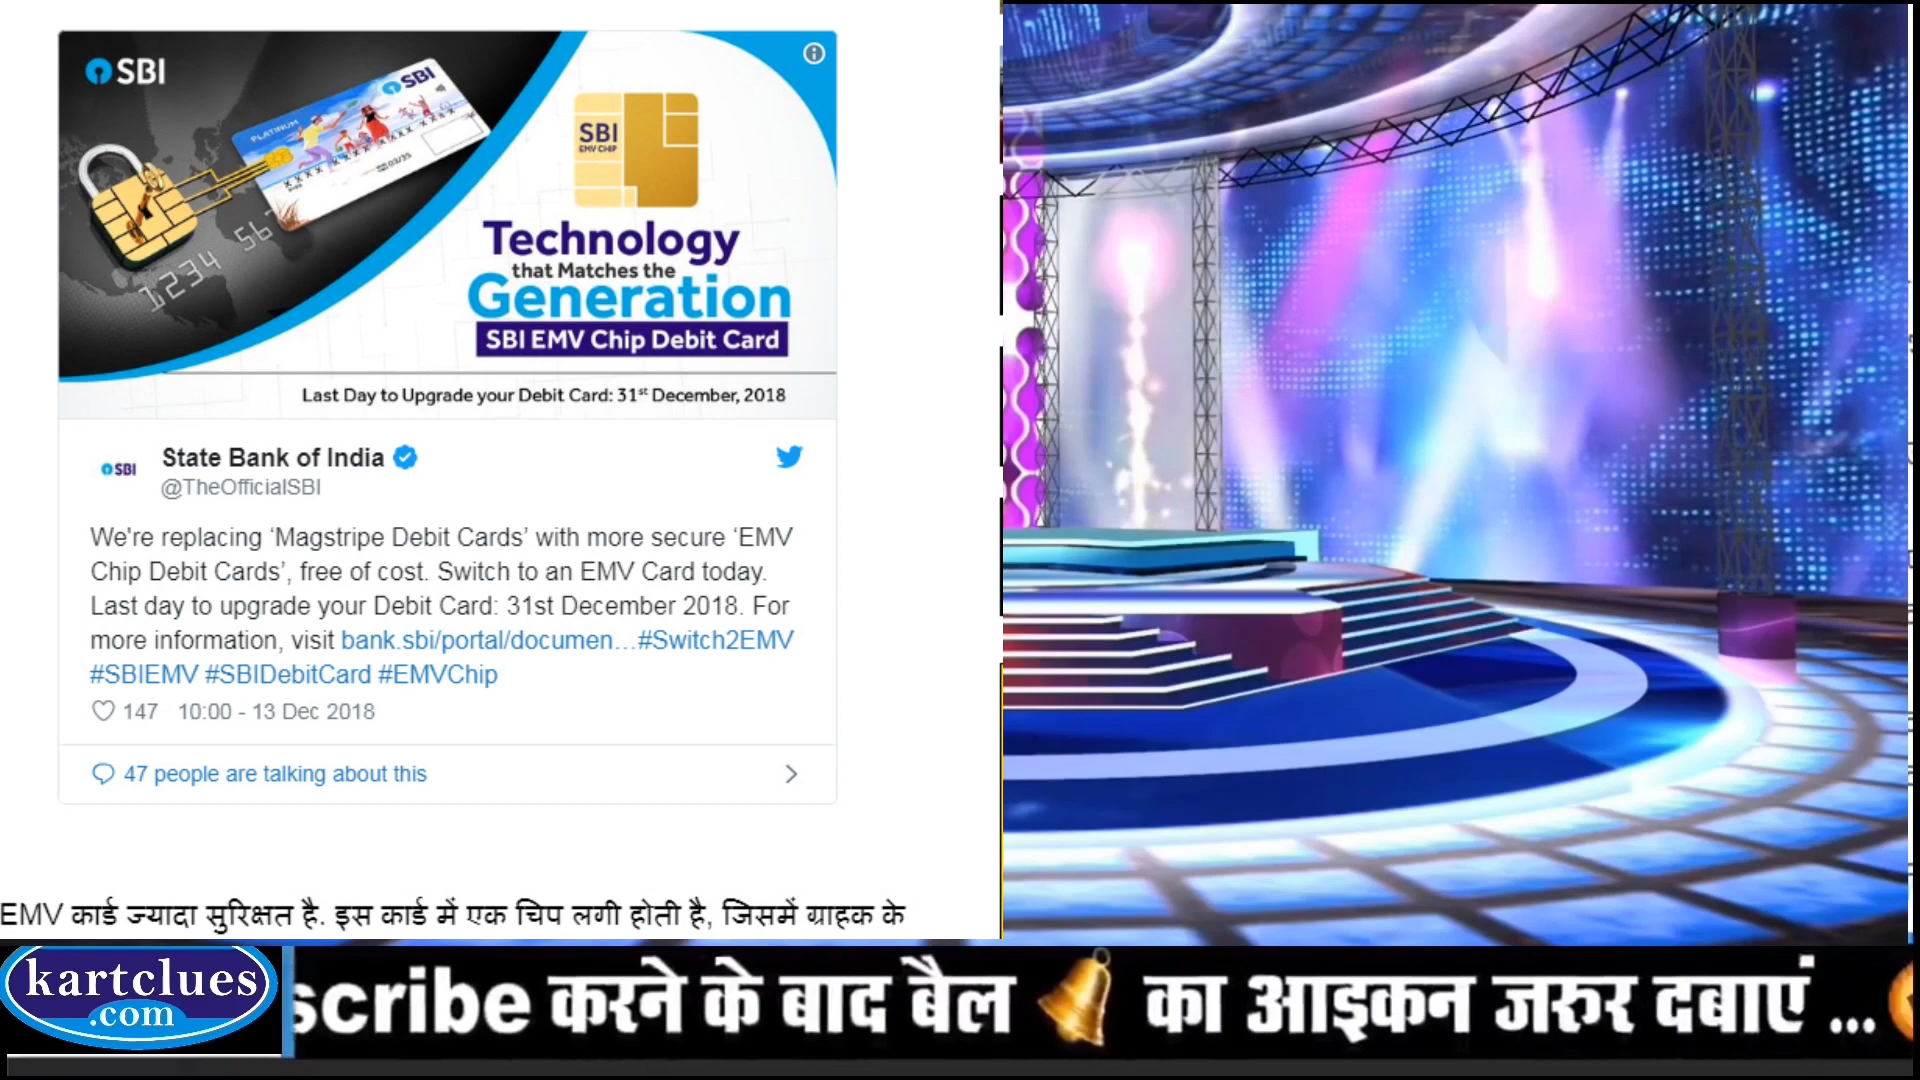 SBI
SBI
PLATINUM
SBI
EMV CHIP
1234 56
Technology
that Matches the
Generation
SBI EMV Chip Debit Card
Last Day to Upgrade your Debit Card: 31st December, 2018
SBI
State Bank of India
@TheOfficialSBI
We're replacing ‘Magstripe Debit Cards’ with more secure ‘EMV
Chip Debit Cards’, free of cost. Switch to an EMV Card today.
Last day to upgrade your Debit Card: 31st December 2018. For
more information, visit bank.sbi/portal/documen…#Switch2EMV
#SBIEMV #SBIDebitCard #EMVChip
147 10:00 - 13 Dec 2018
47 people are talking about this
EMV कार्ड ज्यादा सुरक्षित है. इस कार्ड में एक चिप लगी होती है, जिसमें ग्राहक के
kartclues
.com
scribe करने के बाद बैल का आइकन जरुर दबाएं ...